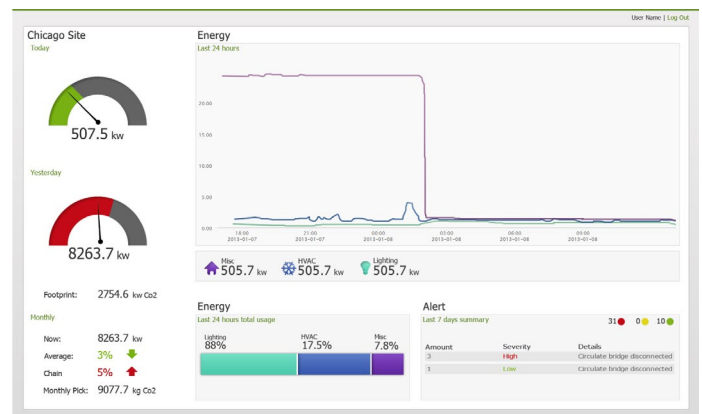 User Name | Log Out
Chicago Site
Today
507.5 kw
Yesterday
8263.7 kw
Footprint: 2754.6 kw Co2
Monthly
Now: 8263.7 kw
Average: 3%
Chain 5%
Monthly Pick: 9077.7 kg Co2
Energy
Last 24 hours
20.00
15.00
10.00
5.00
0.00
18:00 21:00 00:00 03:00 06:00 09:00
2013-01-07 2013-01-07 2013-01-08 2013-01-08 2013-01-08 2013-01-08
Misc HVAC Lighting
505.7 kw 505.7 kw 505.7 kw
Energy
Last 24 hours total usage
Lighting HVAC Misc
88% 17.5% 7.8%
Alert
Last 7 days summary 31 0 10
Amount Severity Details
3 High Circulate bridge disconnected
1 Low Circulate bridge disconnected